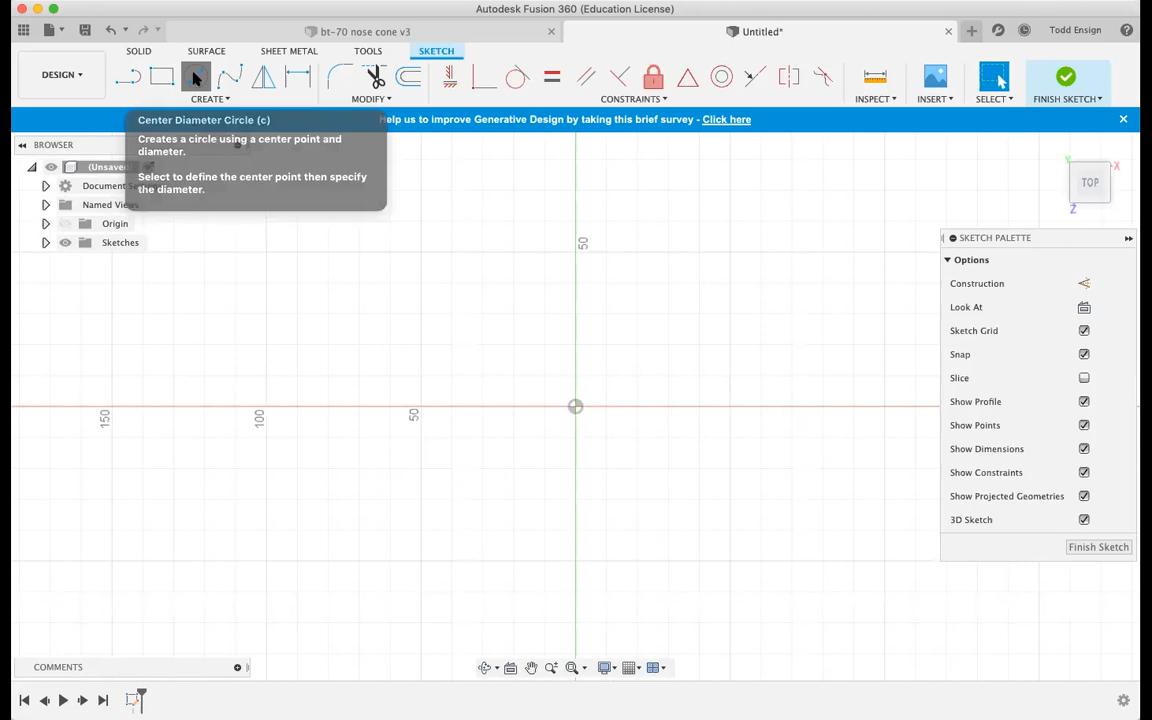 Autodesk Fusion 360 (Education License)
bt-70 nose cone v3
Untitled*
Todd Ensign
DESIGN
SOLID
SURFACE
SHEET METAL
TOOLS
SKETCH
CREATE
MODIFY
CONSTRAINTS
INSPECT
INSERT
SELECT
FINISH SKETCH
elp us to improve Generative Design by taking this brief survey - Click here
Center Diameter Circle (c)
Creates a circle using a center point and
diameter.
Select to define the center point then specify
the diameter.
BROWSER
(Unsave
Document Se
Named Views
Origin
Sketches
50
150
100
50
Y
X
TOP
Z
SKETCH PALETTE
Options
Construction
Look At
Sketch Grid
Snap
Slice
Show Profile
Show Points
Show Dimensions
Show Constraints
Show Projected Geometries
3D Sketch
Finish Sketch
COMMENTS